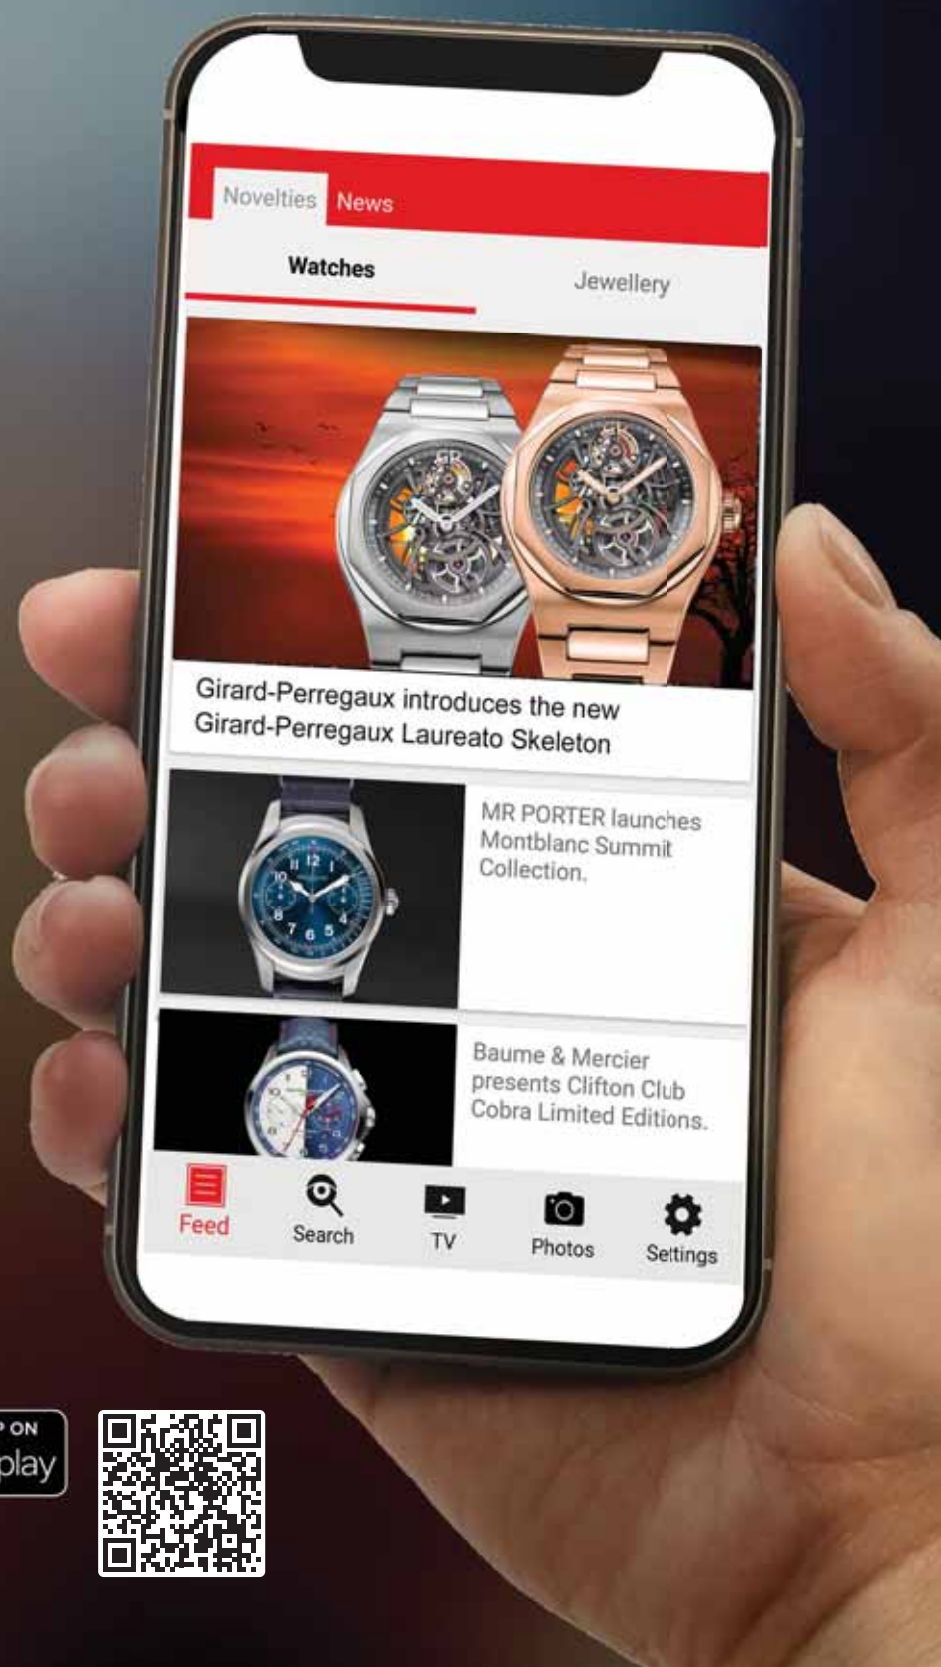 Novelties News
Watches Jewellery
Girard-Perregaux introduces the new
Girard-Perregaux Laureato Skeleton
MR PORTER launches
Montblanc Summit
Collection.
Baume & Mercier
presents Clifton Club
Cobra Limited Editions.
Feed Search TV Photos Settings
P ON
play